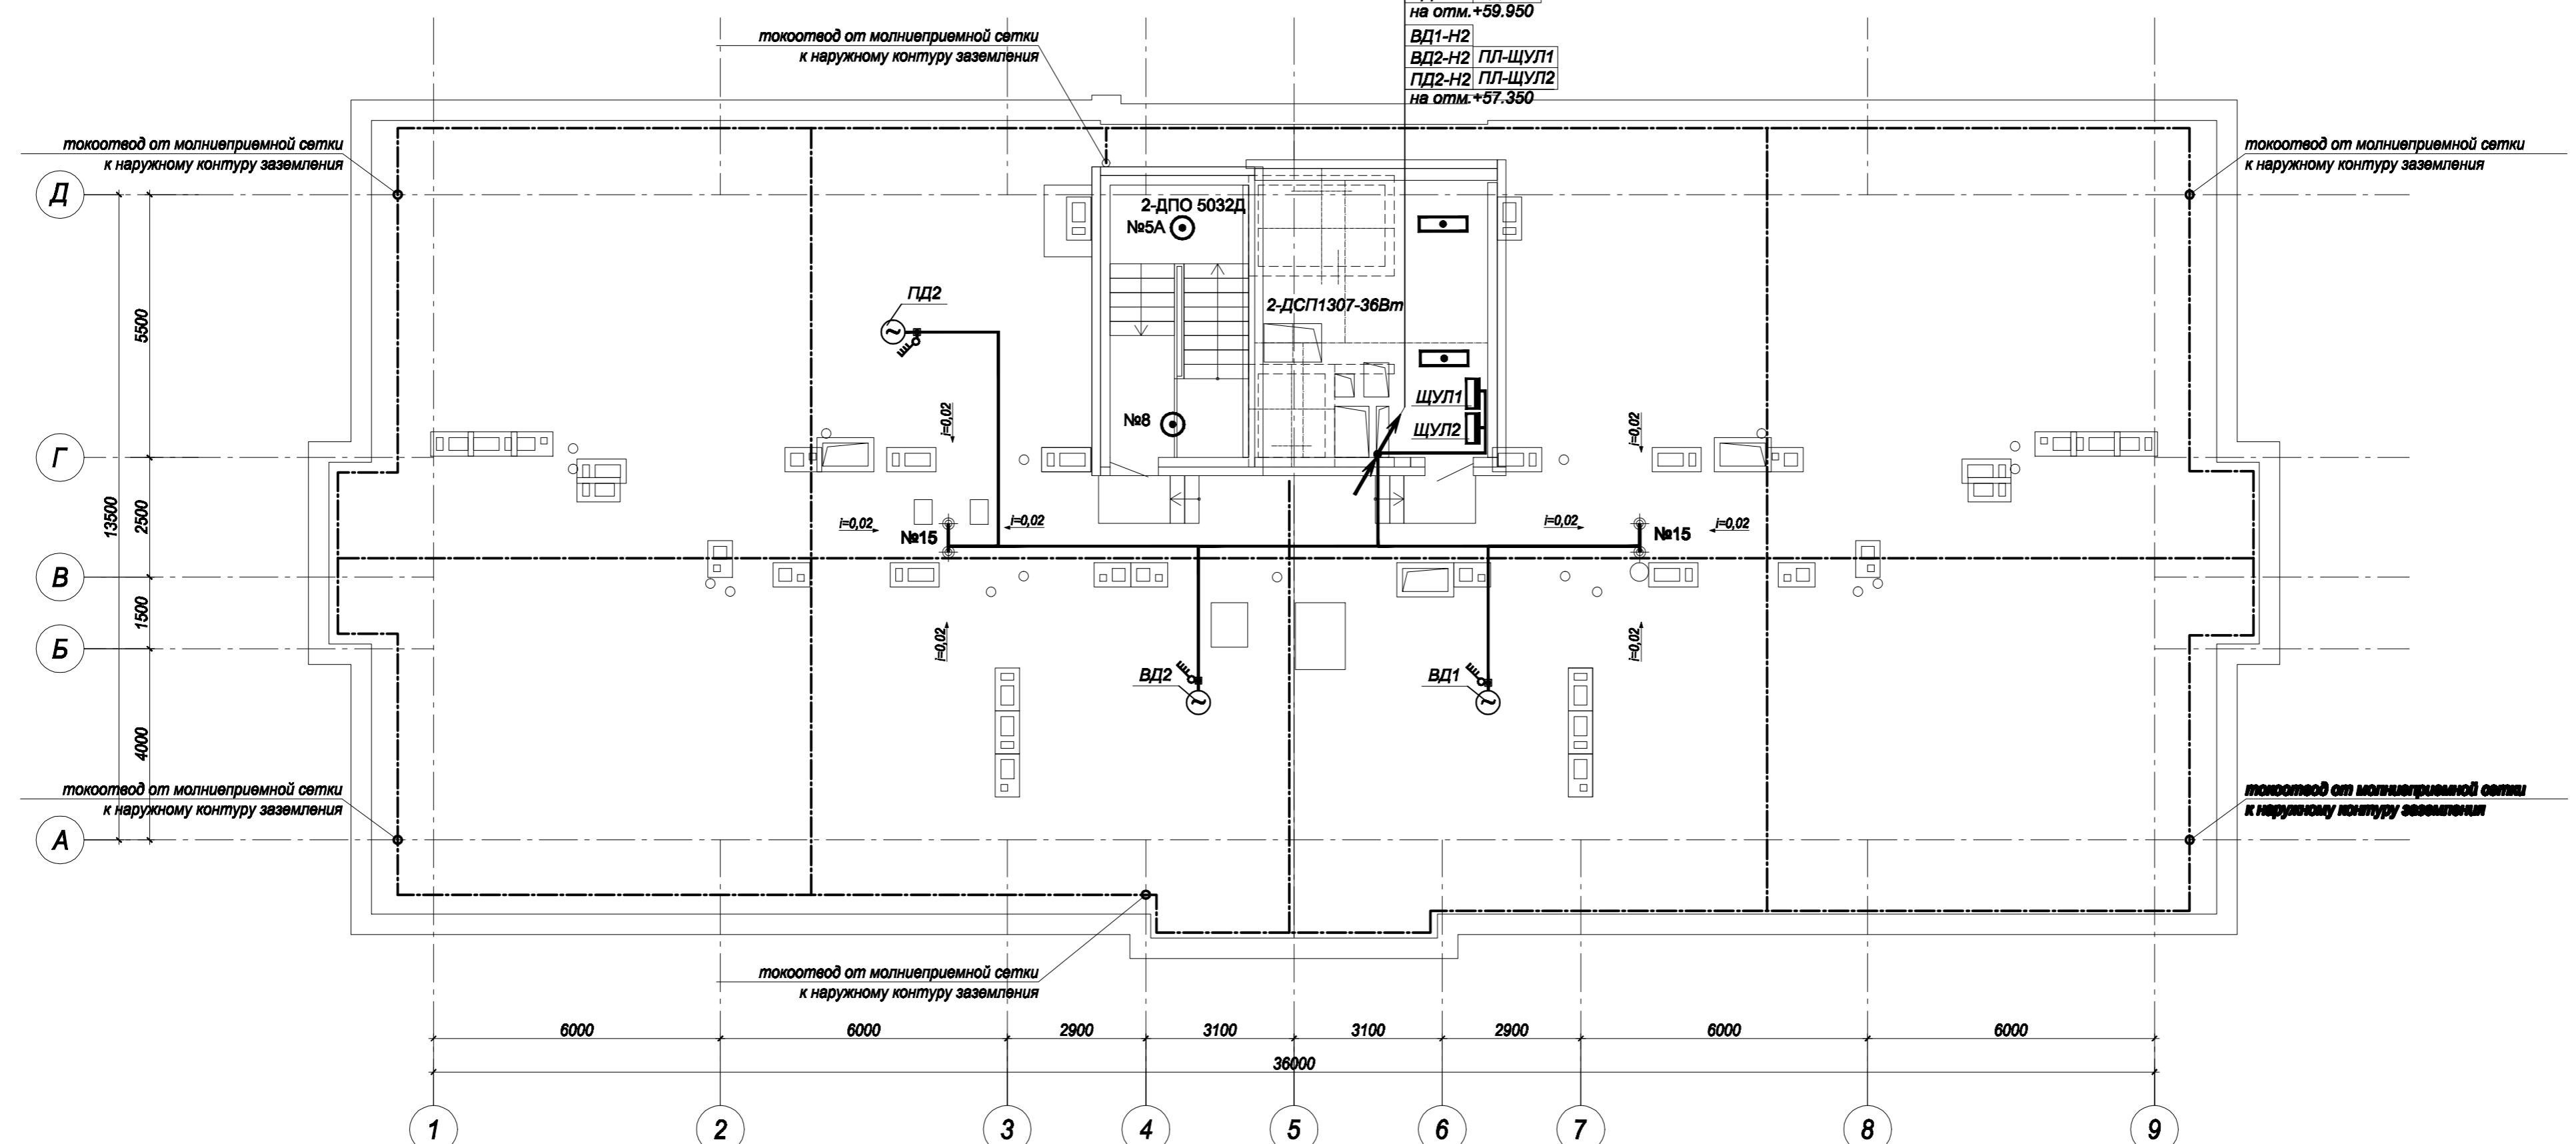 на отм.+59.950
токоотвод от молниеприемной сетки
к наружному контуру заземления
ВД1-Н2
ВД2-Н2 ПЛ-ЩУЛ1
ПД2-Н2 ПЛ-ЩУЛ2
на отм.+57.350
токоотвод от молниеприемной сетки
к наружному контуру заземления
токоотвод от молниеприемной сетки
к наружному контуру заземления
Д
2-ДПО 5032Д
№5А
ПД2
2-ДСП1307-36Вт
5500
ЩУЛ1
№8
ЩУЛ2
i=0,02
i=0,02
Г
13500
2500
i=0,02
i=0,02
i=0,02
i=0,02
№15
№15
В
1500
i=0,02
i=0,02
Б
ВД2
ВД1
4000
токоотвод от молниеприемной сетки
к наружному контуру заземления
токоотвод от молниеприемной сетки
к наружному контуру заземления
А
токоотвод от молниеприемной сетки
к наружному контуру заземления
6000
6000
2900
3100
3100
2900
6000
6000
36000
1
2
3
4
5
6
7
8
9